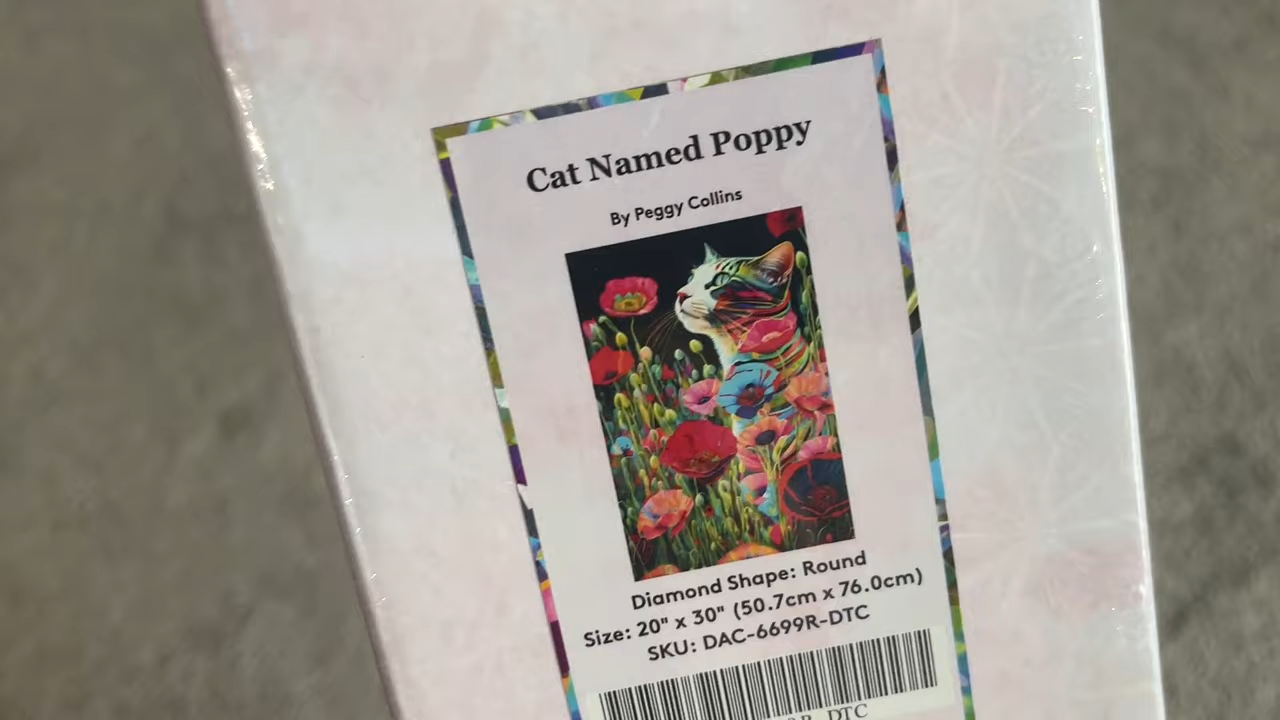 Cat Named Poppy
By Peggy Collins
Diamond Shape: Round
Size: 20" x 30" (50.7cm x 76.0cm)
SKU: DAC-6699R-DTC
DTC